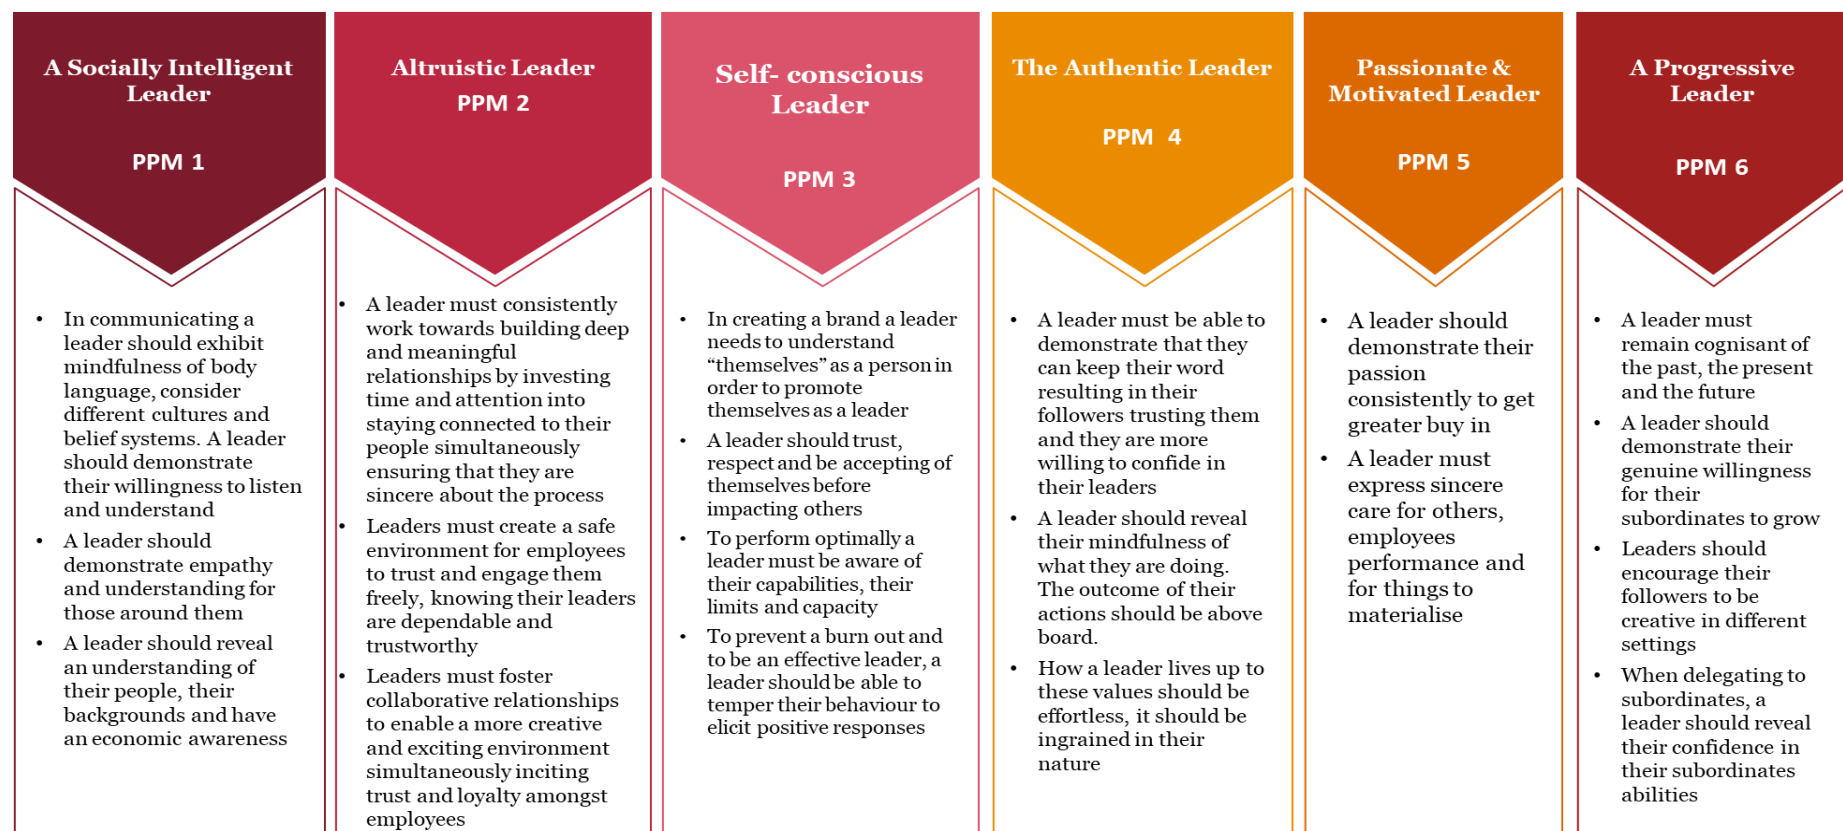 A Socially Intelligent
Leader
PPM 1
• In communicating a
leader should exhibit
mindfulness of body
language, consider
different cultures and
belief systems. A leader
should demonstrate
their willingness to listen
and understand
• A leader should
demonstrate empathy
and understanding for
those around them
• A leader should reveal
an understanding of
their people, their
backgrounds and have
an economic awareness
Altruistic Leader
PPM 2
• A leader must consistently
work towards building deep
and meaningful
relationships by investing
time and attention into
staying connected to their
people simultaneously
ensuring that they are
sincere about the process
• Leaders must create a safe
environment for employees
to trust and engage them
freely, knowing their leaders
are dependable and
trustworthy
• Leaders must foster
collaborative relationships
to enable a more creative
and exciting environment
simultaneously inciting
trust and loyalty amongst
employees
Self- conscious
Leader
PPM 3
• In creating a brand a leader
needs to understand
“themselves” as a person in
order to promote
themselves as a leader
• A leader should trust,
respect and be accepting of
themselves before
impacting others
• To perform optimally a
leader must be aware of
their capabilities, their
limits and capacity
• To prevent a burn out and
to be an effective leader, a
leader should be able to
temper their behaviour to
elicit positive responses
The Authentic Leader
PPM 4
• A leader must be able to
demonstrate that they
can keep their word
resulting in their
followers trusting them
and they are more
willing to confide in
their leaders
• A leader should reveal
their mindfulness of
what they are doing.
The outcome of their
actions should be above
board.
• How a leader lives up to
these values should be
effortless, it should be
ingrained in their
nature
Passionate &
Motivated Leader
PPM 5
• A leader should
demonstrate their
passion
consistently to get
greater buy in
• A leader must
express sincere
care for others,
employees
performance and
for things to
materialise
A Progressive
Leader
PPM 6
• A leader must
remain cognisant of
the past, the present
and the future
• A leader should
demonstrate their
genuine willingness
for their
subordinates to grow
• Leaders should
encourage their
followers to be
creative in different
settings
• When delegating to
subordinates, a
leader should reveal
their confidence in
their subordinates
abilities